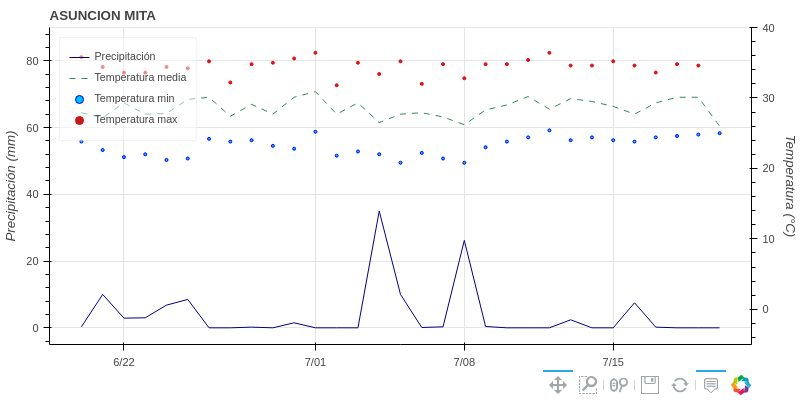 ASUNCION MITA
Precipitación
Temperatura media
Temperatura min
Temperatura max
Precipitación (mm)
80
60
40
20
0
Temperatura (°C)
40
30
20
10
0
6/22
7/01
7/08
7/15